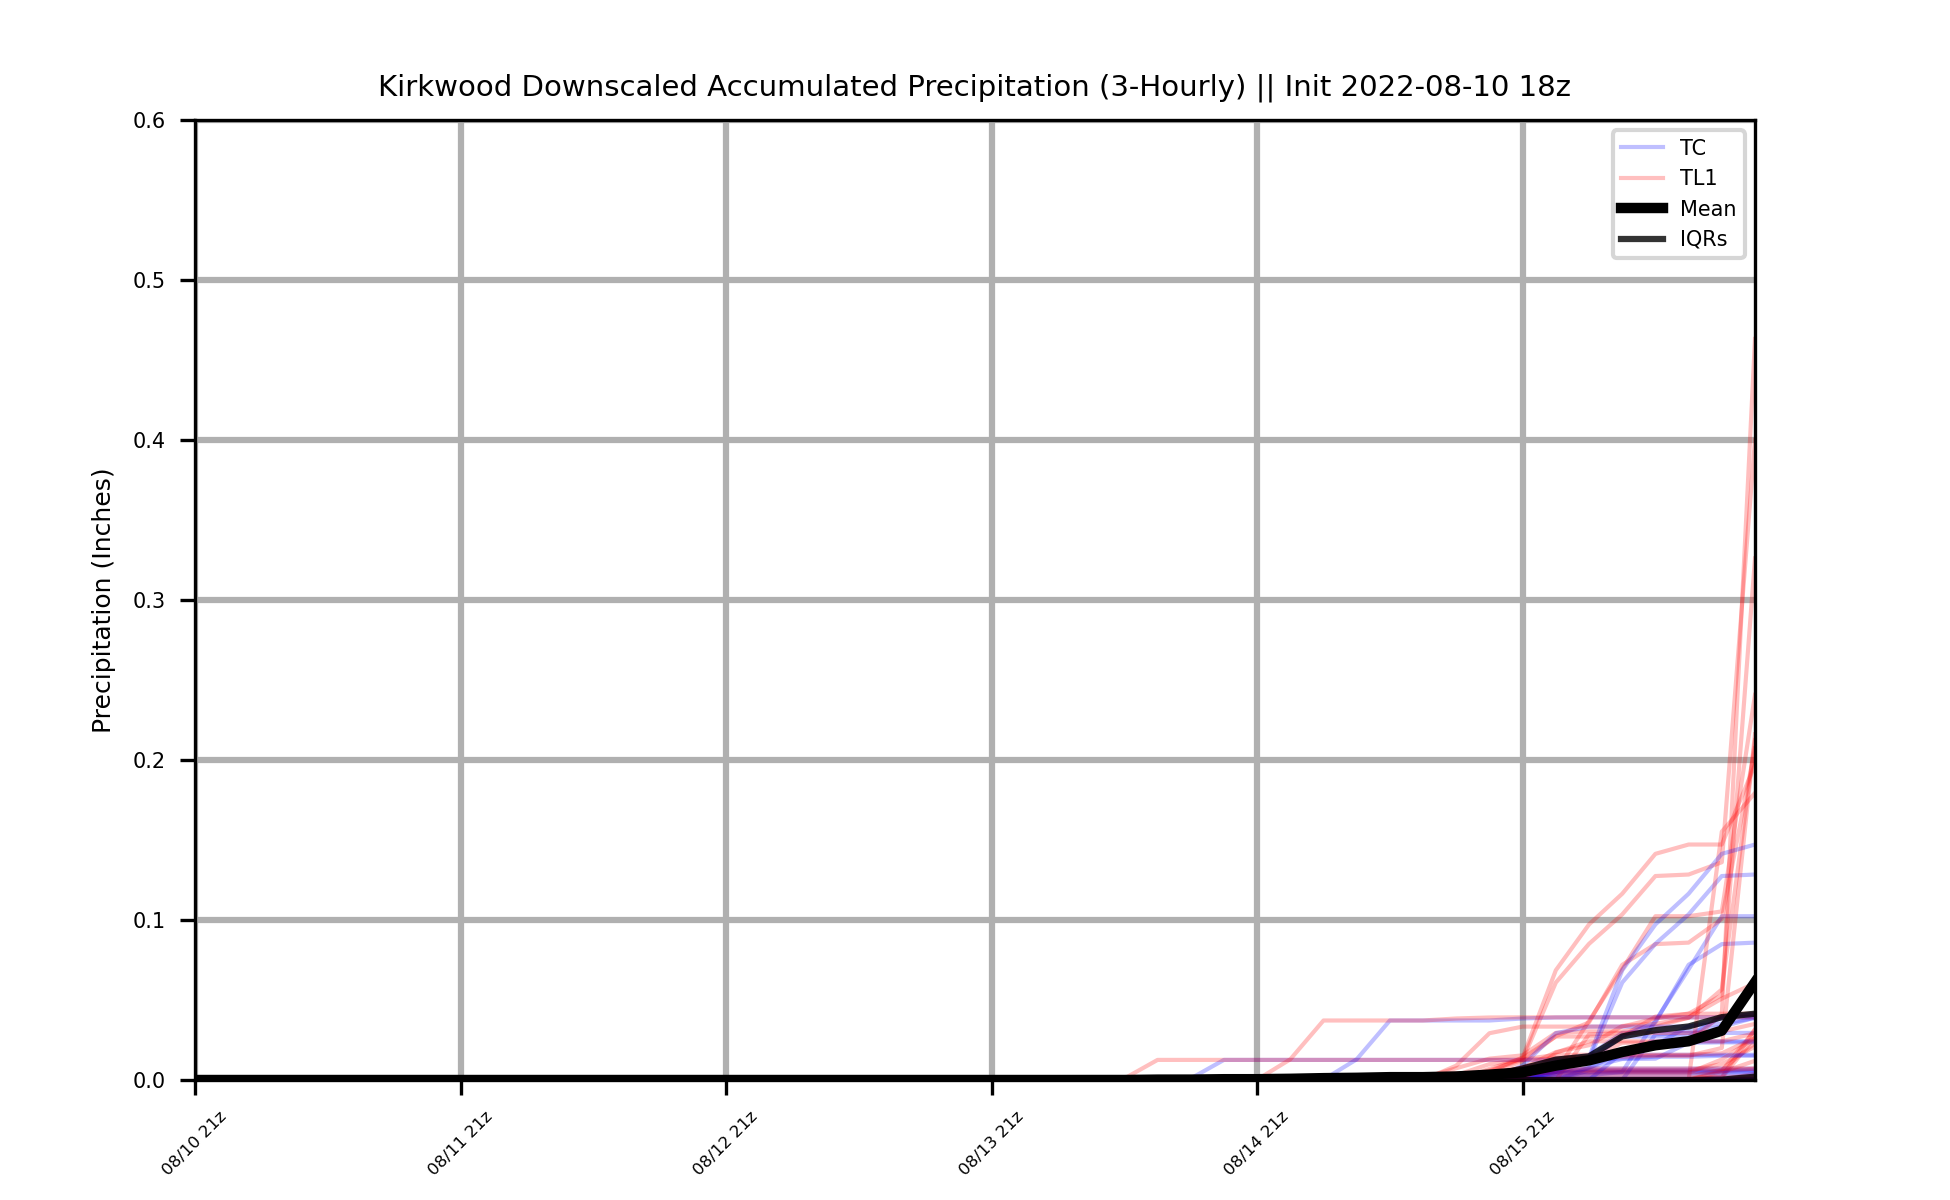 Kirkwood Downscaled Accumulated Precipitation (3-Hourly) || Init 2022-08-10 18z
0.6
0.5
0.4
0.3
0.2
0.1
0.0
Precipitation (Inches)
TC
TL1
Mean
IQRs
08/10 21z
08/11 21z
08/12 21z
08/13 21z
08/14 21z
08/15 21z